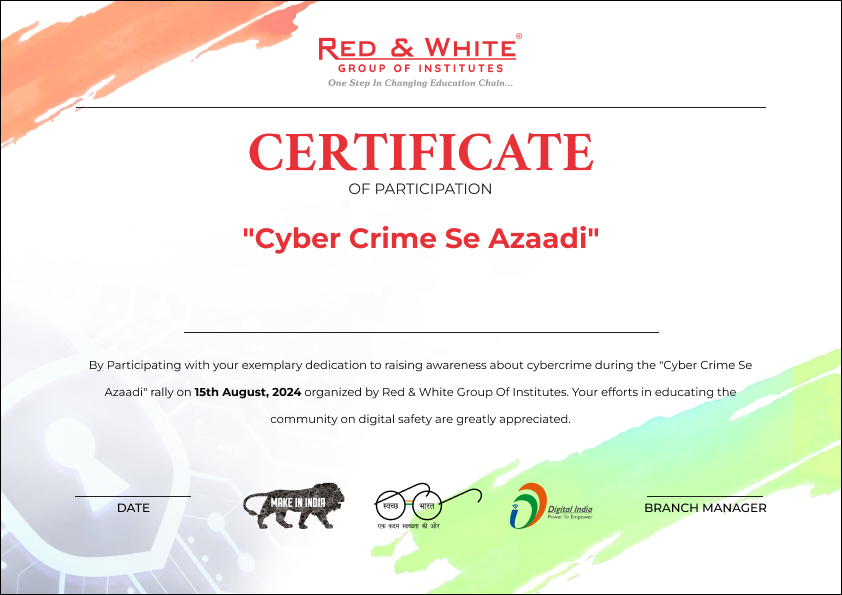 RED & WHITE®
GROUP OF INSTITUTES
One Step In Changing Education Chain...
CERTIFICATE
OF PARTICIPATION
"Cyber Crime Se Azaadi"
By Participating with your exemplary dedication to raising awareness about cybercrime during the "Cyber Crime Se
Azaadi" rally on 15th August, 2024 organized by Red & White Group Of Institutes. Your efforts in educating the
community on digital safety are greatly appreciated.
DATE
MAKE IN INDIA
स्वच्छ भारत
एक कदम स्वच्छता की ओर
Digital India
Power To Empower
BRANCH MANAGER